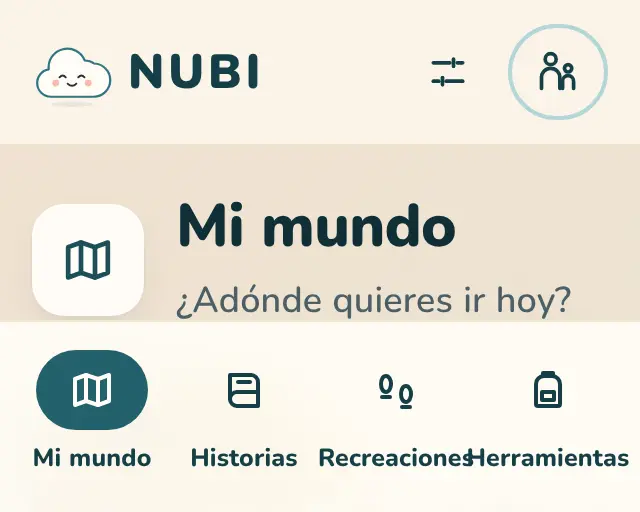 NUBI
Mi mundo
¿Adónde quieres ir hoy?
Mi mundo Historias Recreaciones Herramientas